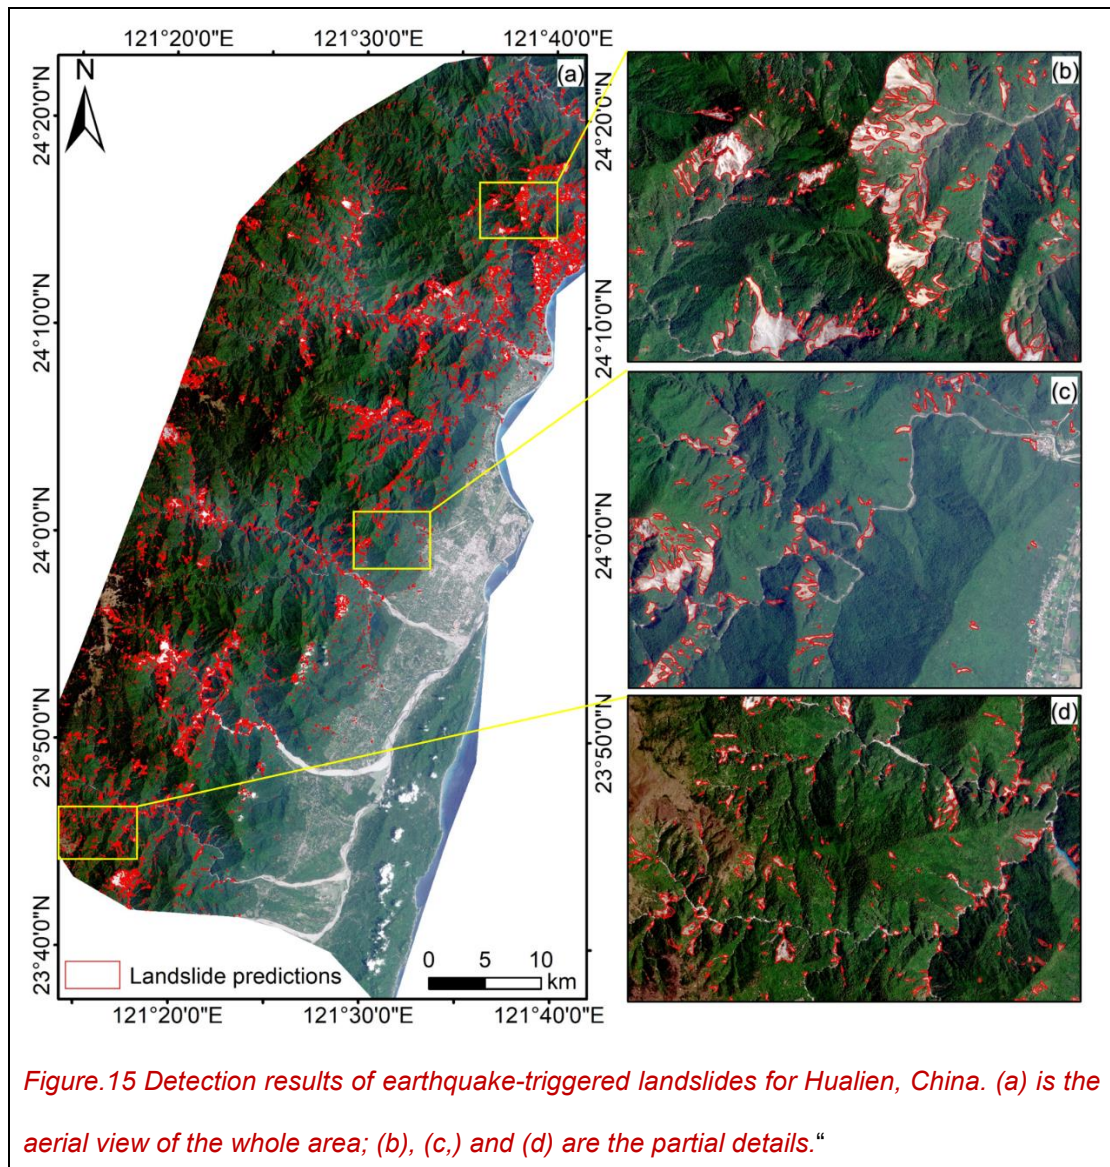 121°20'0"E 121°30'0"E 121°40'0"E
N
(a)
(b)
24°20'0"N
24°20'0"N
24°10'0"N
24°10'0"N
(c)
24°0'0"N
24°0'0"N
23°50'0"N
23°50'0"N
(d)
23°40'0"N
Landslide predictions
0 5 10
km
121°20'0"E 121°30'0"E 121°40'0"E
Figure.15 Detection results of earthquake-triggered landslides for Hualien, China. (a) is the
aerial view of the whole area; (b), (c,) and (d) are the partial details.“